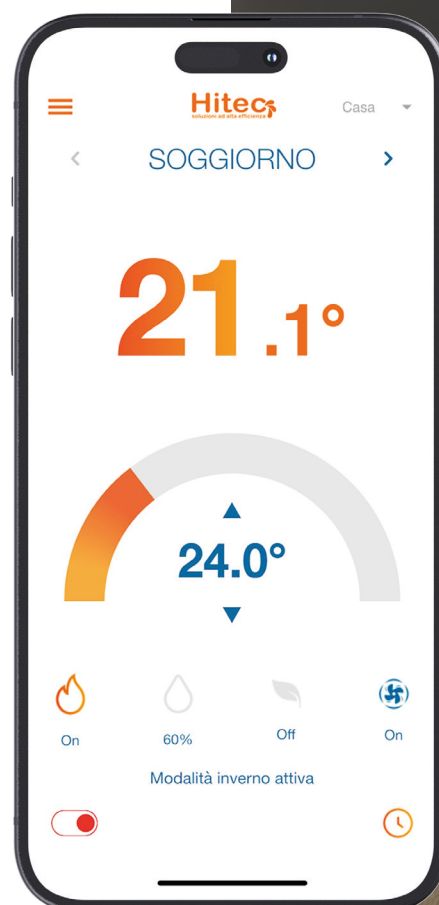 Hitec
soluzioni ad alta efficienza
Casa
SOGGIORNO
21.1°
24.0°
On
60%
Off
On
Modalità inverno attiva